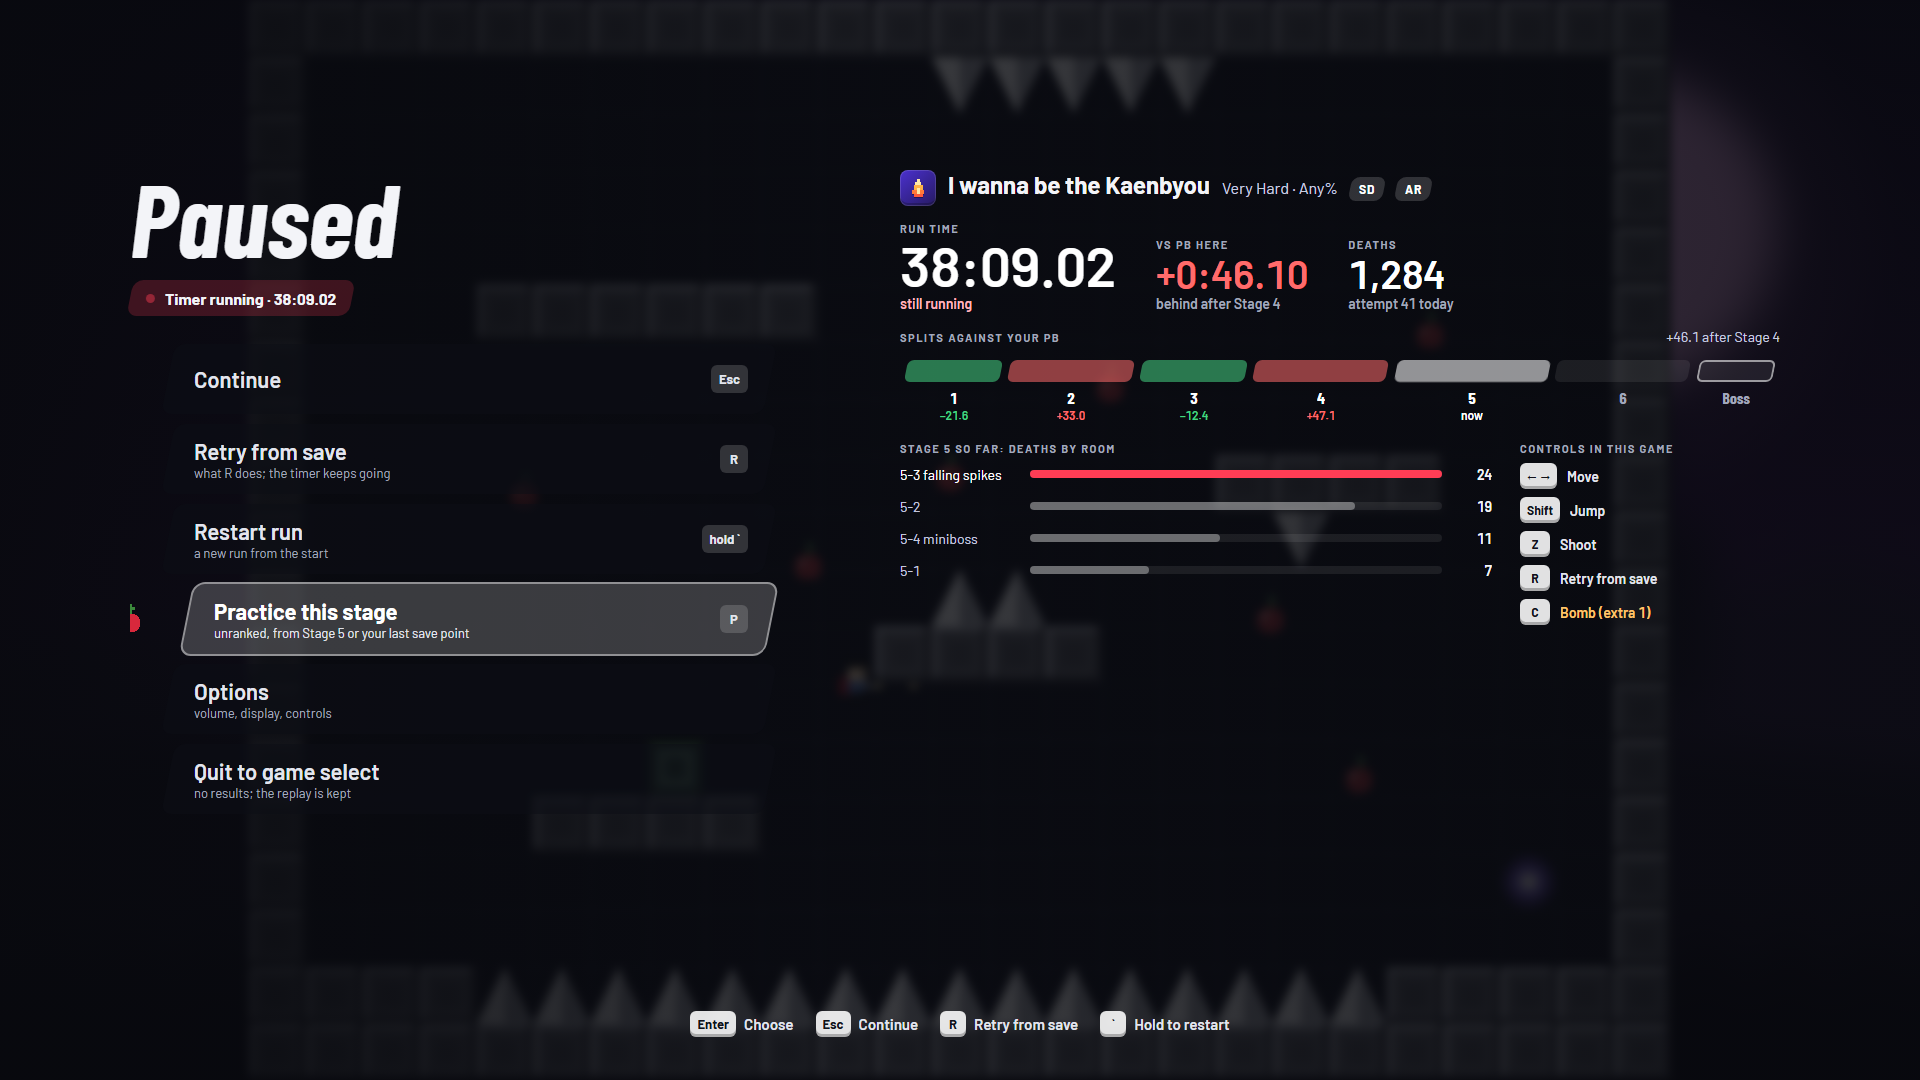 Paused
Timer running · 38:09.02
Continue
Esc
Retry from save
what R does; the timer keeps going
R
Restart run
a new run from the start
hold `
Practice this stage
unranked, from Stage 5 or your last save point
P
Options
volume, display, controls
Quit to game select
no results; the replay is kept
I wanna be the Kaenbyou Very Hard · Any% SD AR
RUN TIME
38:09.02
still running
VS PB HERE
+0:46.10
behind after Stage 4
DEATHS
1,284
attempt 41 today
SPLITS AGAINST YOUR PB
+46.1 after Stage 4
1 2 3 4 5 6 Boss
−21.6 +33.0 −12.4 +47.1 now
STAGE 5 SO FAR: DEATHS BY ROOM
5-3 falling spikes 24
5-2 19
5-4 miniboss 11
5-1 7
CONTROLS IN THIS GAME
←→ Move
Shift Jump
Z Shoot
R Retry from save
C Bomb (extra 1)
Enter Choose Esc Continue R Retry from save ` Hold to restart